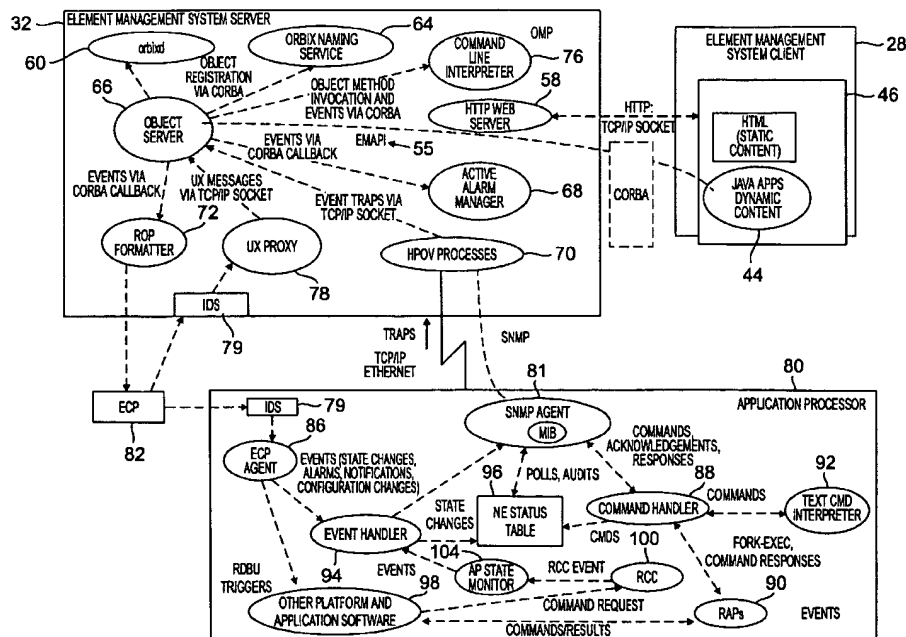 32
ELEMENT MANAGEMENT SYSTEM SERVER
64
OMP
60
orbixd
ORBIX NAMING
SERVICE
COMMAND
LINE
INTERPRETER
76
ELEMENT MANAGEMENT
SYSTEM CLIENT
28
46
OBJECT
REGISTRATION
VIA CORBA
66
OBJECT
SERVER
OBJECT METHOD
INVOCATION AND
EVENTS VIA CORBA
58
HTTP WEB
SERVER
HTTP:
TCP/IP SOCKET
HTML
(STATIC
CONTENT)
EVENTS VIA
CORBA CALLBACK
EMAPI
55
EVENTS VIA
CORBA CALLBACK
UX MESSAGES
VIA TCP/IP SOCKET
EVENT TRAPS VIA
TCP/IP SOCKET
ACTIVE
ALARM
MANAGER
68
CORBA
JAVA APPS
DYNAMIC
CONTENT
44
72
ROP
FORMATTER
UX PROXY
78
HPOV PROCESSES
70
IDS
79
TRAPS
TCP/IP
ETHERNET
SNMP
80
81
APPLICATION PROCESSOR
ECP
82
IDS
79
SNMP AGENT
MIB
86
ECP
AGENT
EVENTS (STATE CHANGES,
ALARMS, NOTIFICATIONS,
CONFIGURATION CHANGES)
COMMANDS,
ACKNOWLEDGEMENTS,
RESPONSES
96
POLLS, AUDITS
88
92
NE STATUS
TABLE
COMMAND HANDLER
COMMANDS
TEXT CMD
INTERPRETER
STATE
CHANGES
EVENT HANDLER
94
CMDS
100
104
AP STATE
MONITOR
RCC EVENT
RCC
FORK-EXEC,
COMMAND RESPONSES
RDBU
TRIGGERS
EVENTS
98
OTHER PLATFORM AND
APPLICATION SOFTWARE
COMMAND REQUEST
90
RAPs
EVENTS
COMMANDS/RESULTS